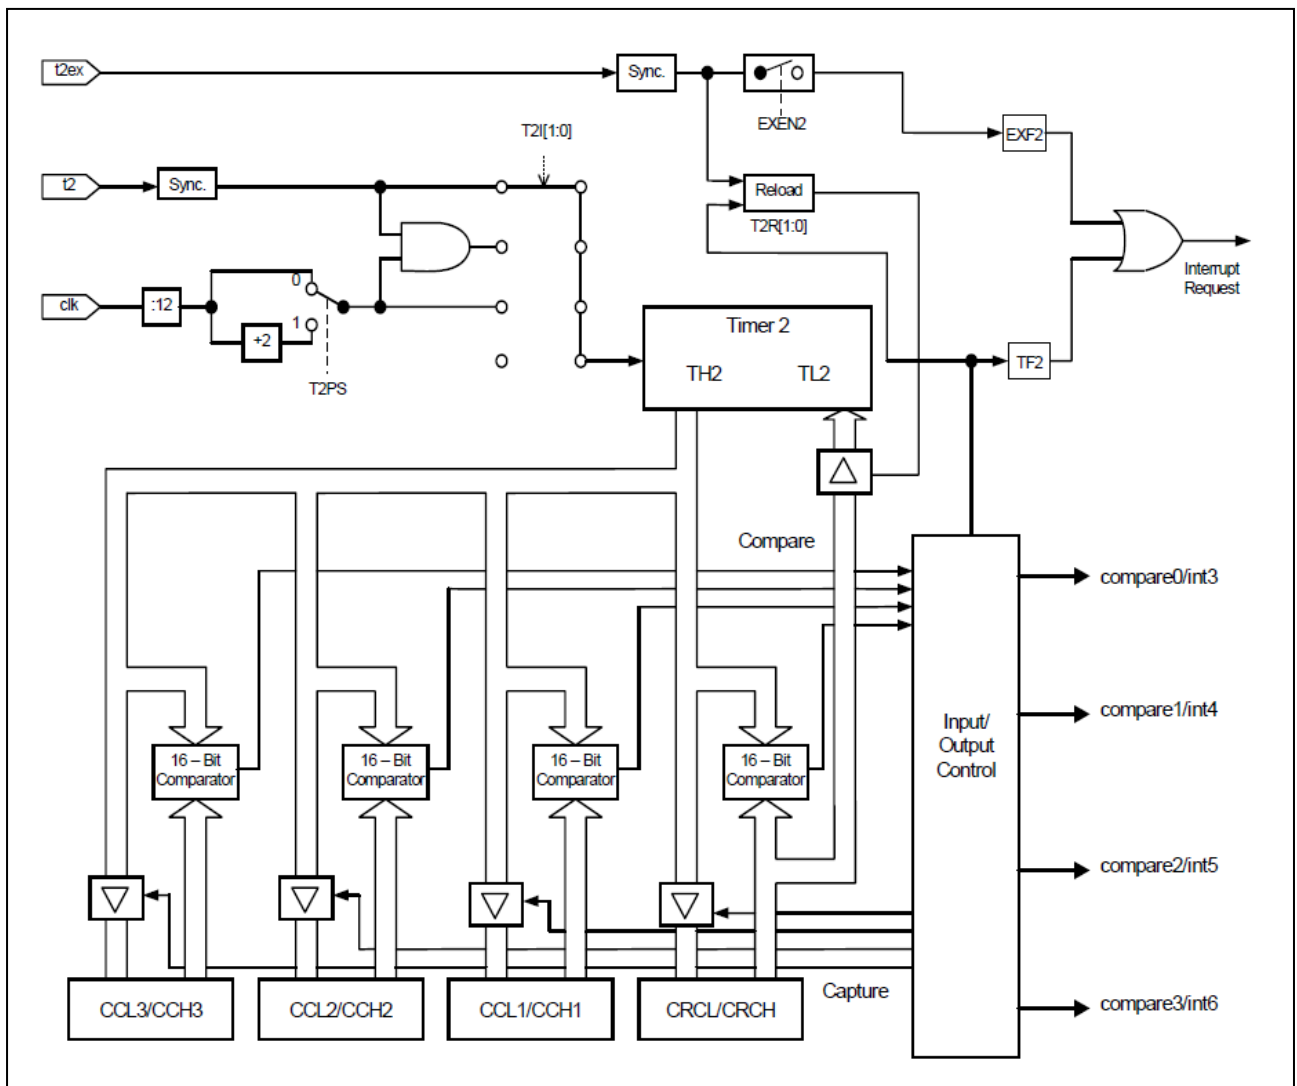 t2ex
Sync.
EXEN2
EXF2
T2I[1:0]
t2
Sync.
Reload
T2R[1:0]
Interrupt
Request
clk
:12
0
1
+2
T2PS
Timer 2
TH2 TL2
TF2
Compare
compare0/int3
compare1/int4
Input/
Output
Control
16 – Bit
Comparator
16 – Bit
Comparator
16 – Bit
Comparator
16 – Bit
Comparator
compare2/int5
Capture
CCL3/CCH3
CCL2/CCH2
CCL1/CCH1
CRCL/CRCH
compare3/int6